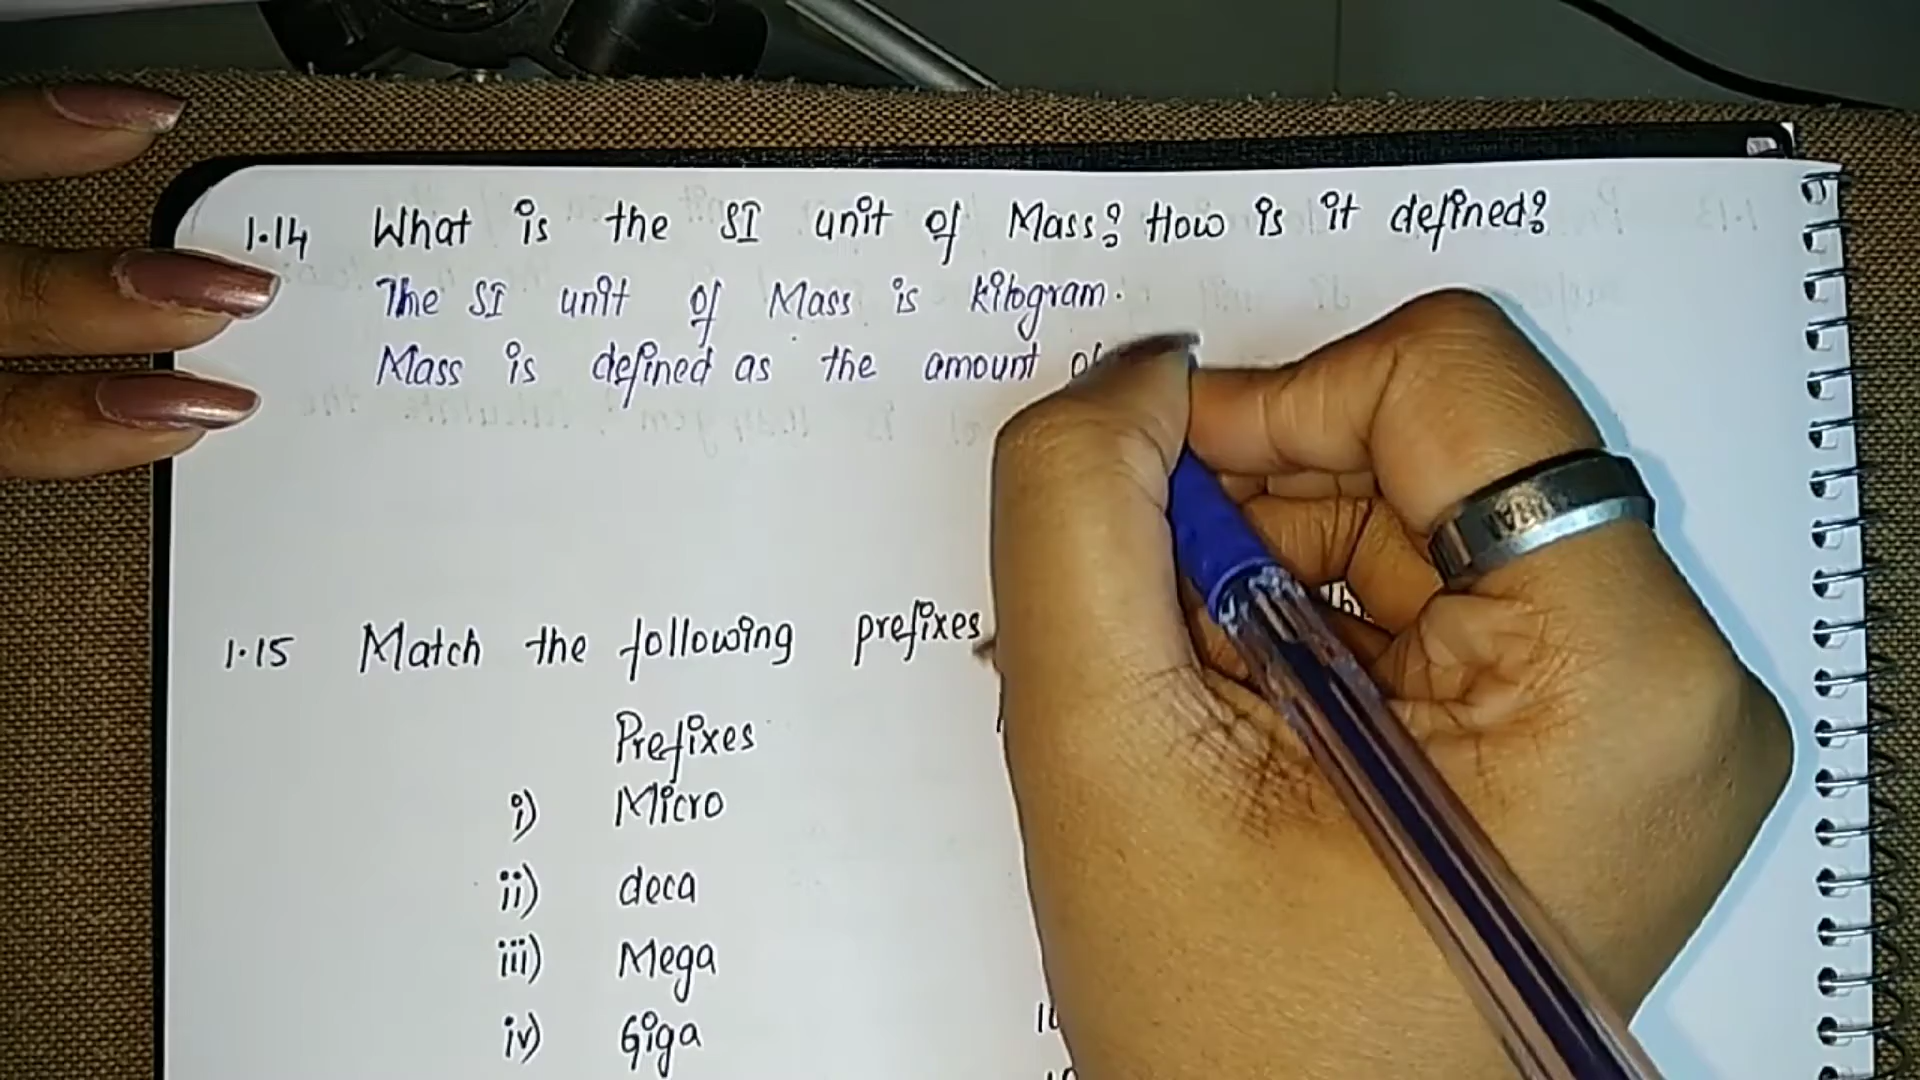 1.14 What is the SI unit of Mass? How is it defined?
The SI unit of Mass is kilogram.
Mass is defined as the amount of
1.15 Match the following prefixes
Prefixes
i) Micro
ii) deca
iii) Mega
iv) Giga